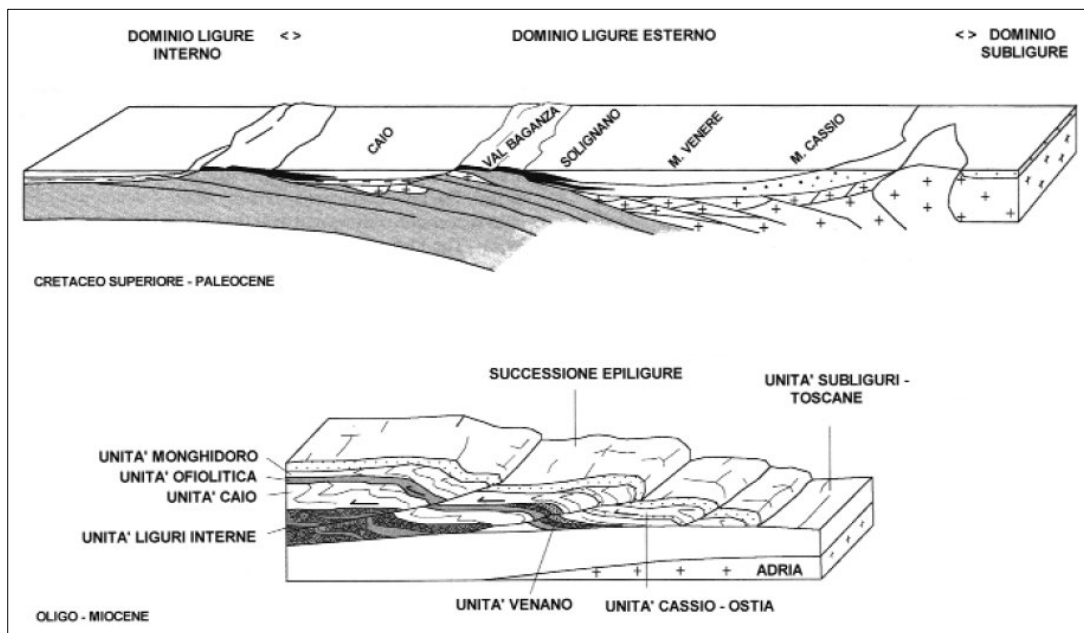 DOMINIO LIGURE <> DOMINIO LIGURE ESTERNO <> DOMINIO
INTERNO SUBLIGURE
CAIO
VAL BAGANZA
SOLIGNANO
M. VENERE
M. CASSIO
CRETACEO SUPERIORE - PALEOCENE
SUCCESSIONE EPILIGURE
UNITA' SUBLIGURI -
TOSCANE
UNITA' MONGHIDORO
UNITA' OFIOLITICA
UNITA' CAIO
UNITA' LIGURI INTERNE
ADRIA
UNITA' VENANO
UNITA' CASSIO - OSTIA
OLIGO - MIOCENE